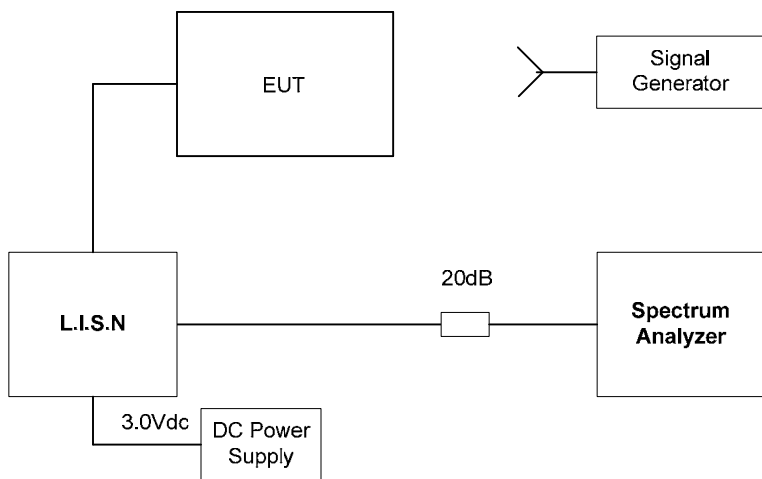 EUT
Signal
Generator
20dB
L.I.S.N
Spectrum
Analyzer
3.0Vdc
DC Power
Supply